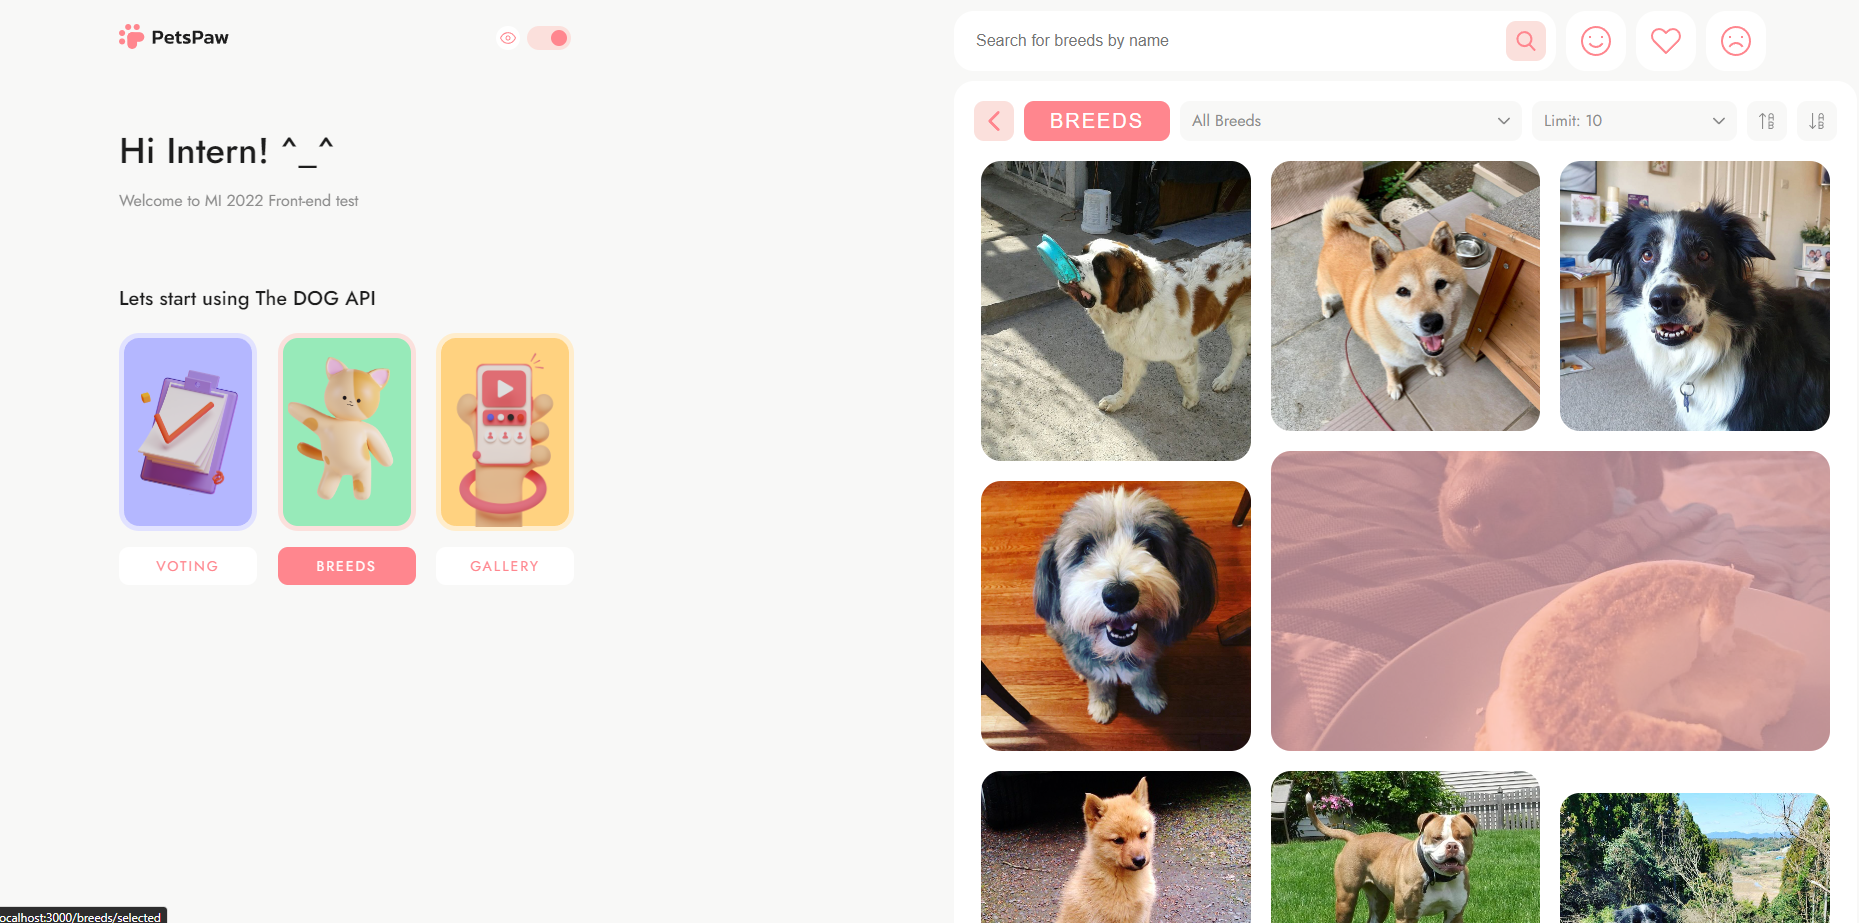 PetsPaw
Hi Intern! ^_^
Welcome to MI 2022 Front-end test
Lets start using The DOG API
VOTING
BREEDS
GALLERY
Search for breeds by name
BREEDS
All Breeds
Limit: 10
ocalhost:3000/breeds/selected